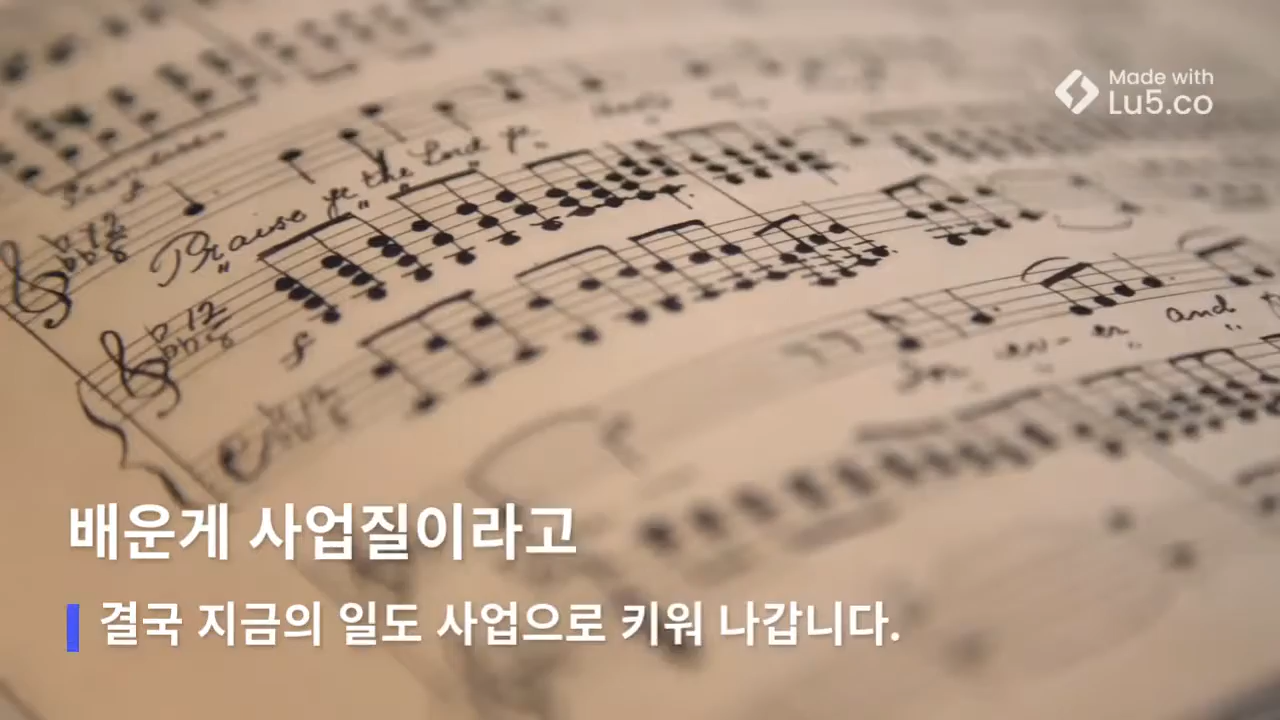 Made with
Lu5.co
Praise ye the Lord ye
and
배운게 사업질이라고
결국 지금의 일도 사업으로 키워 나갑니다.